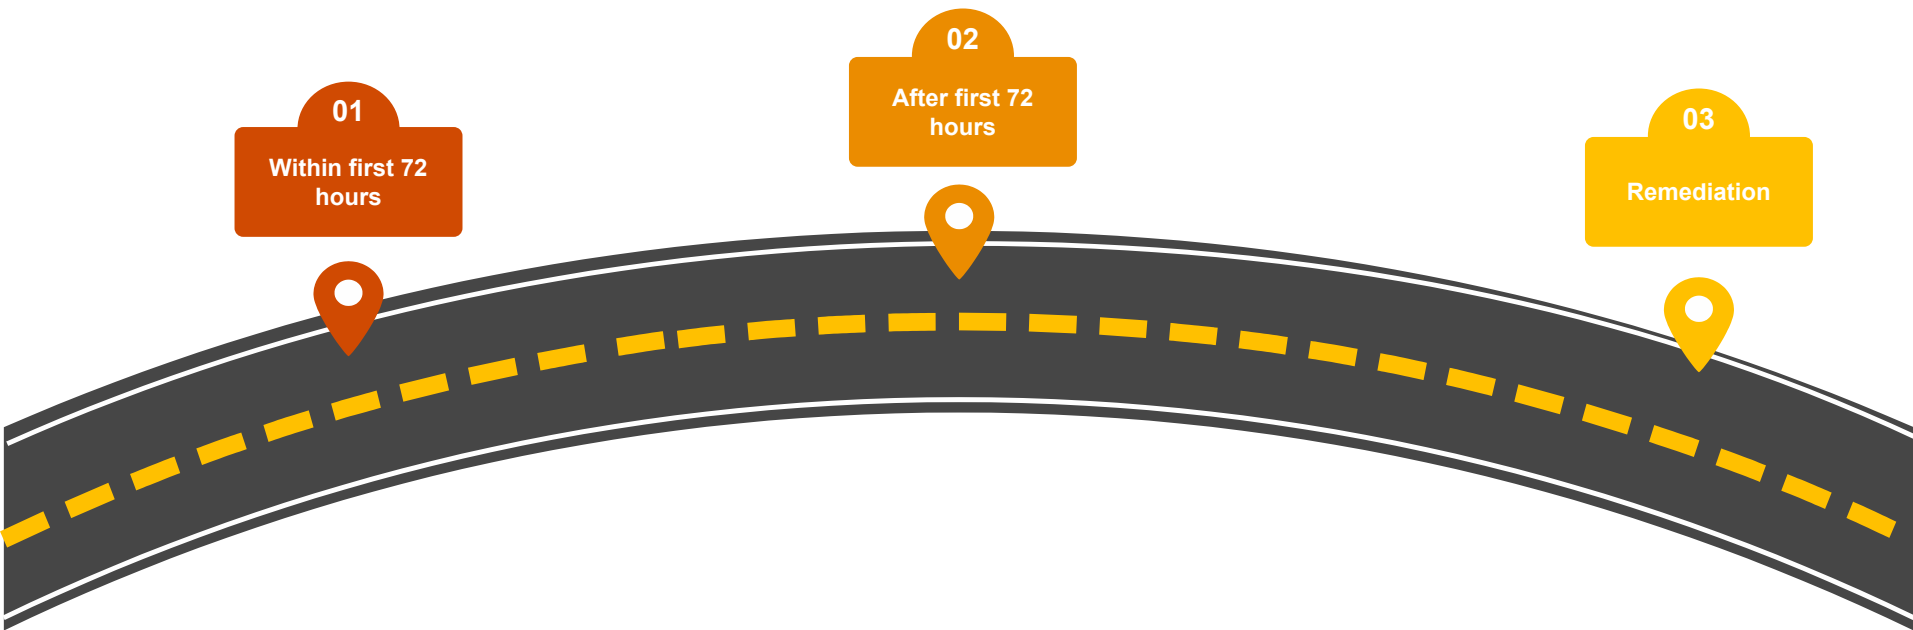 01
Within first 72
hours
02
After first 72
hours
03
Remediation